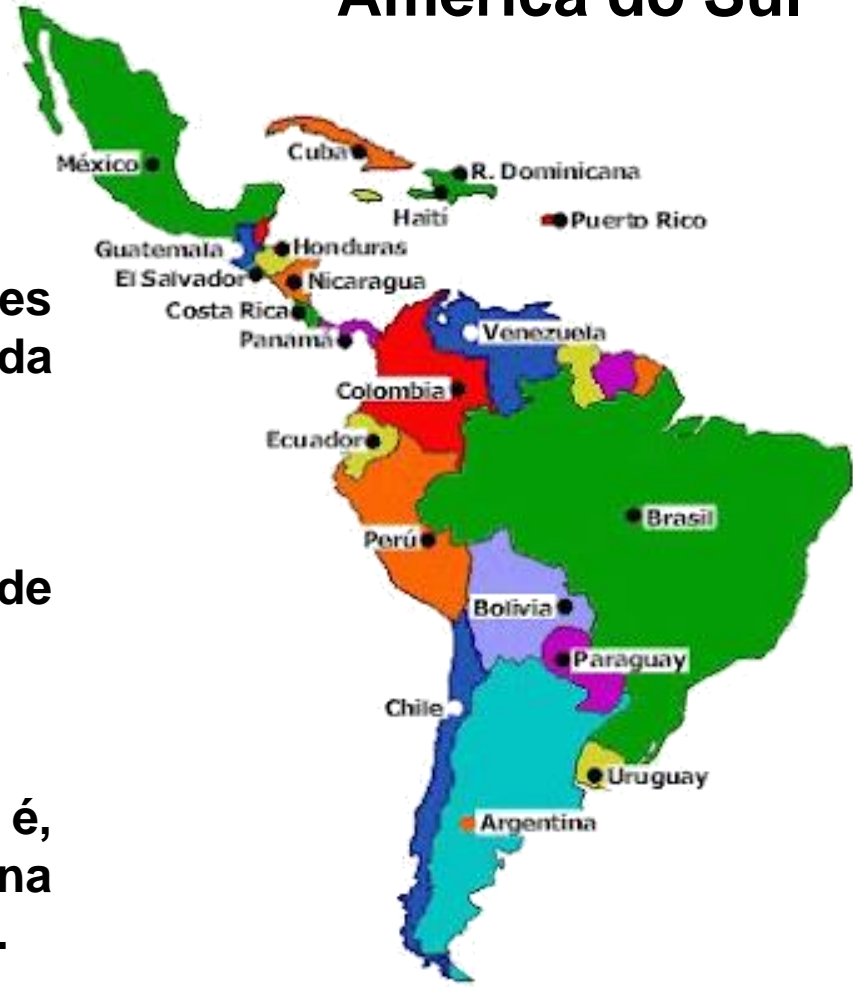 América do Sul
México
Cuba
R. Dominicana
Haití
Puerto Rico
Guatemala
Honduras
El Salvador
Nicaragua
es
Costa Rica
Venezuela
Panamá
da
Colombia
Ecuador
Brasil
Perú
de
Bolivia
Paraguay
Chile
Uruguay
é,
Argentina
na
.